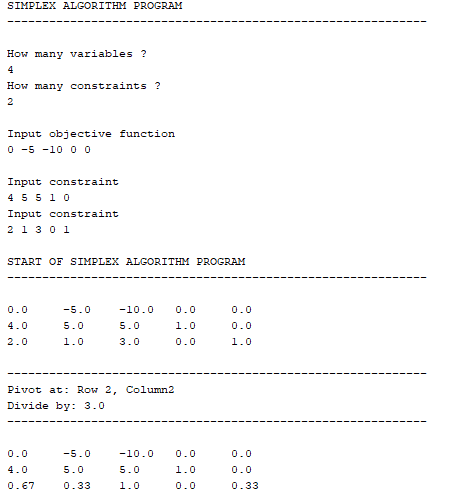 SIMPLEX ALGORITHM PROGRAM
------------------------------------------------------------
How many variables ?
4
How many constraints ?
2
Input objective function
0 -5 -10 0 0
Input constraint
4 5 5 1 0
Input constraint
2 1 3 0 1
START OF SIMPLEX ALGORITHM PROGRAM
------------------------------------------------------------
0.0 -5.0 -10.0 0.0 0.0
4.0 5.0 5.0 1.0 0.0
2.0 1.0 3.0 0.0 1.0
------------------------------------------------------------
Pivot at: Row 2, Column2
Divide by: 3.0
------------------------------------------------------------
0.0 -5.0 -10.0 0.0 0.0
4.0 5.0 5.0 1.0 0.0
0.67 0.33 1.0 0.0 0.33